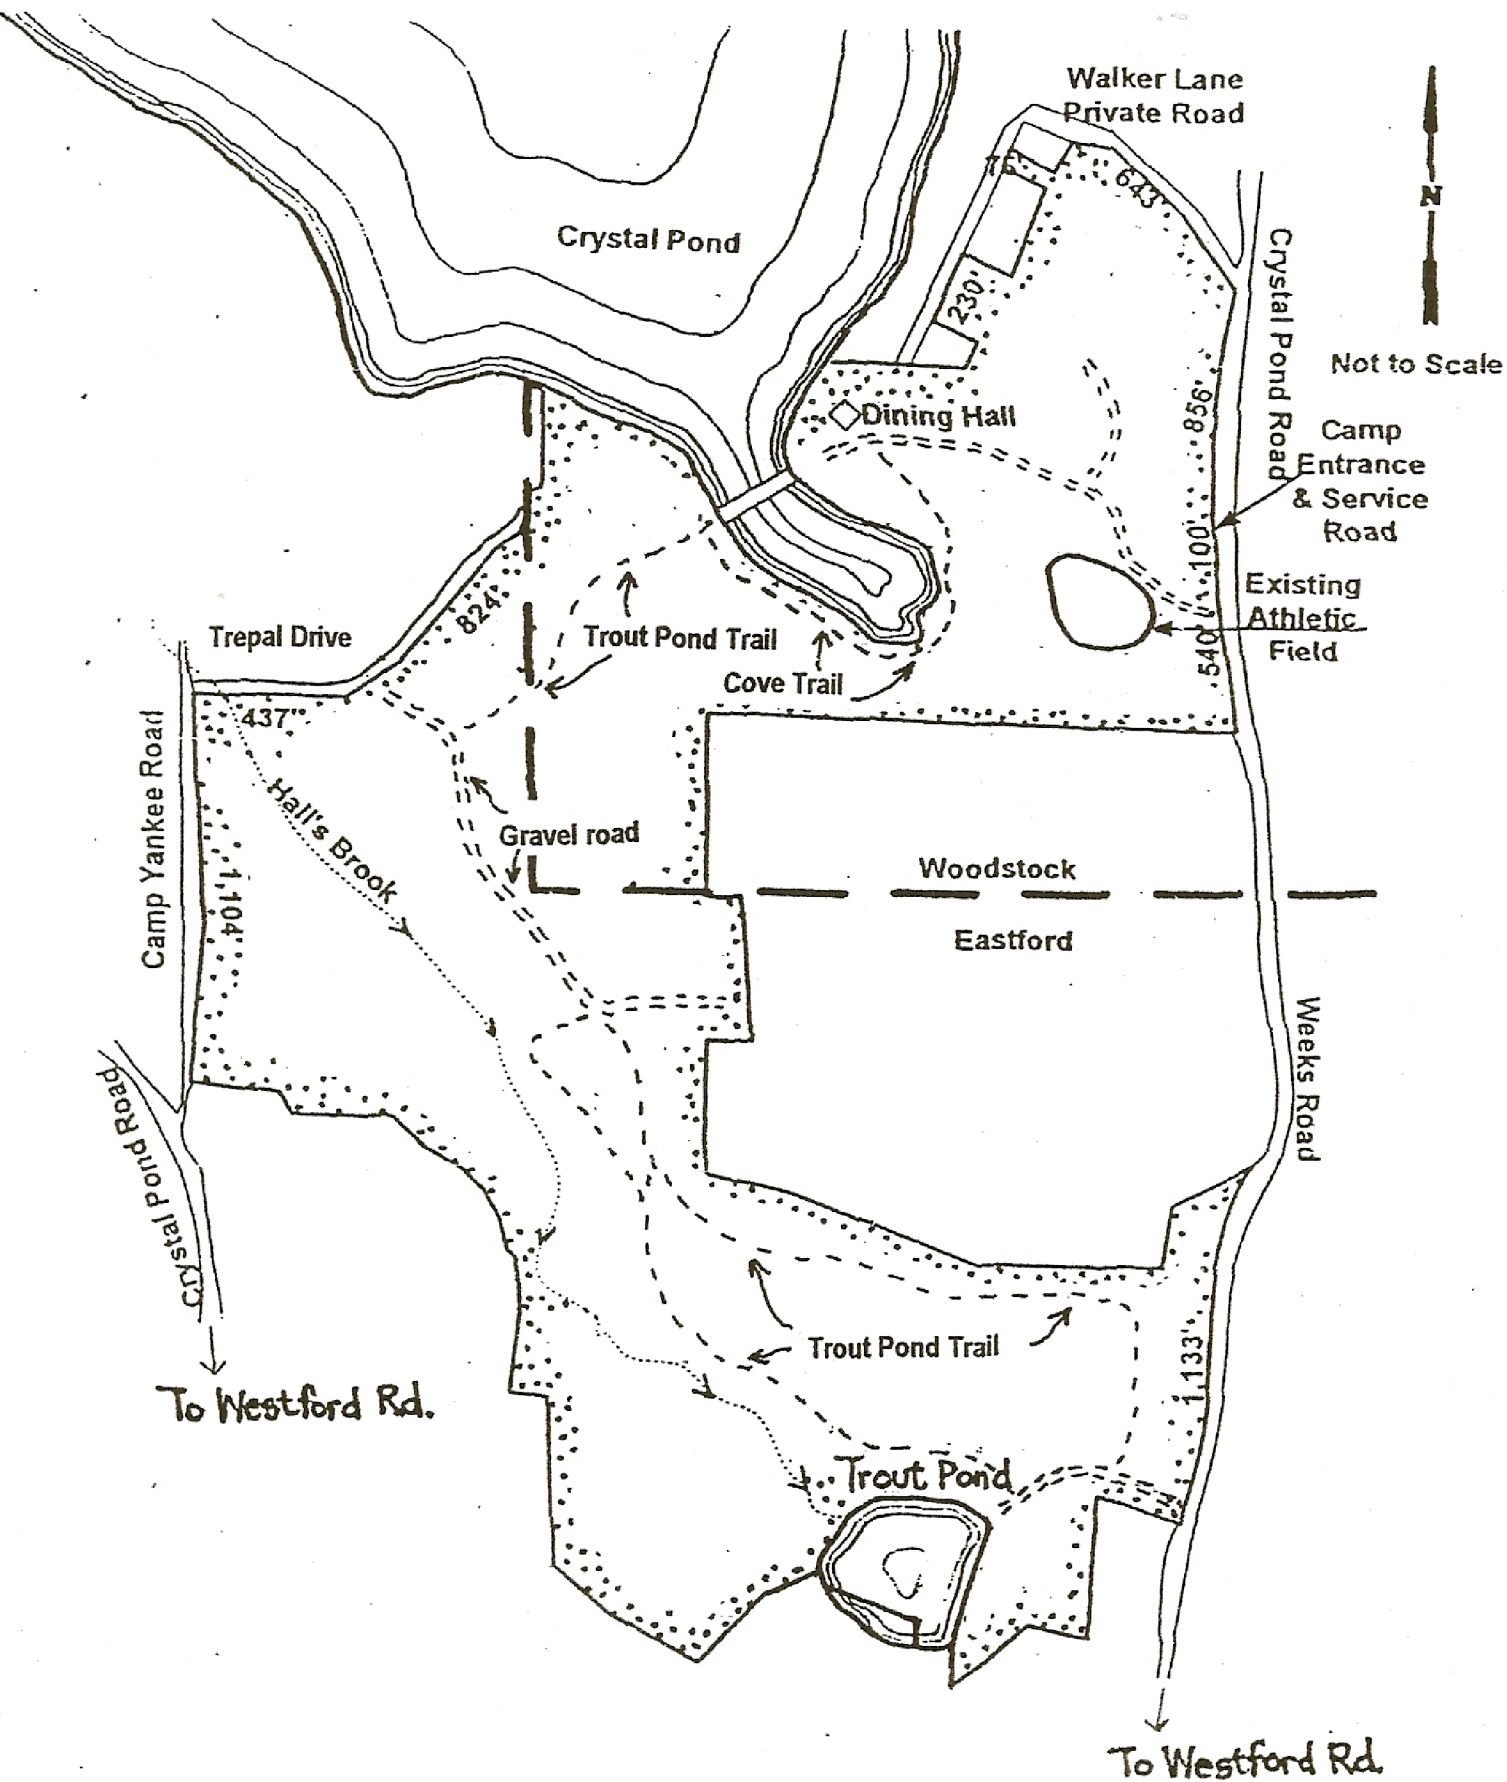 Walker Lane
Private Road
76'
643'
N
Crystal Pond
Crystal Pond Road
230'
Not to Scale
856'
Dining Hall
Camp
Entrance
& Service
Road
100'
Existing
Athletic
Field
540'
824'
Trepal Drive
Trout Pond Trail
Cove Trail
437"
Camp Yankee Road
Hall's Brook
Gravel road
1,104'
Woodstock
Eastford
Weeks Road
Crystal Pond Road
Trout Pond Trail
1,133'
To Westford Rd.
Trout Pond
To Westford Rd.